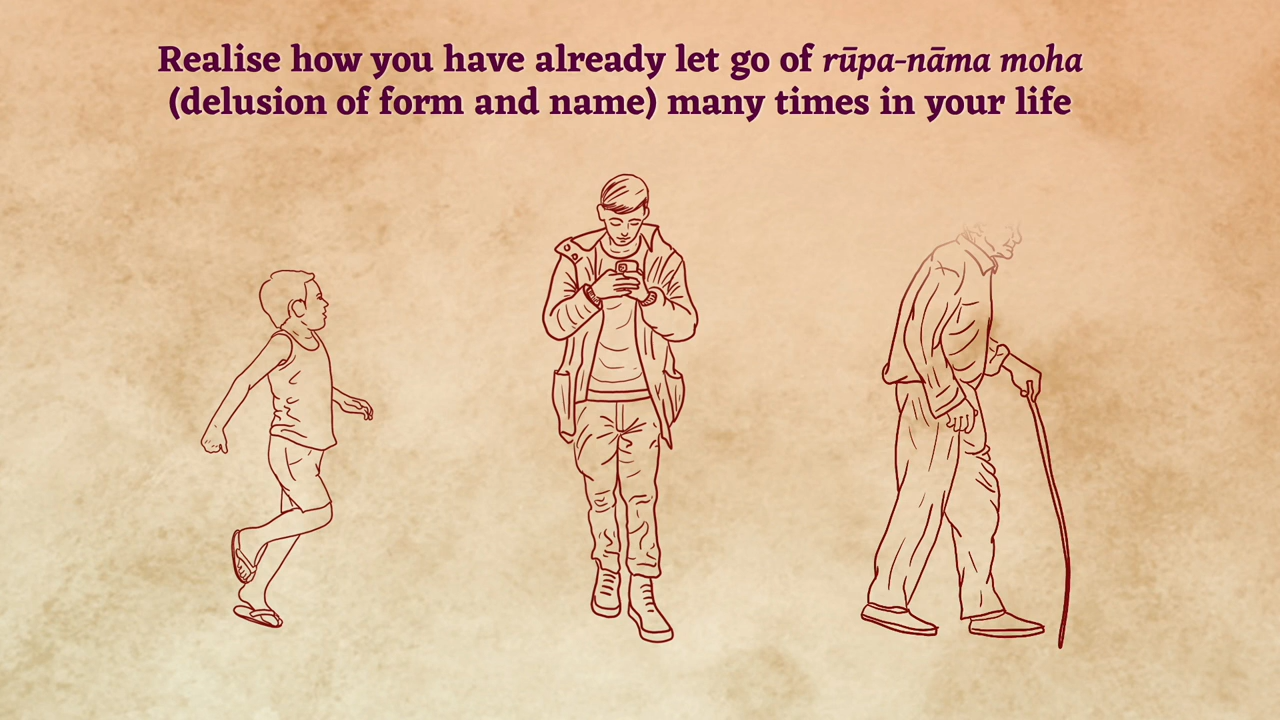 Realise how you have already let go of rūpa-nāma moha
(delusion of form and name) many times in your life